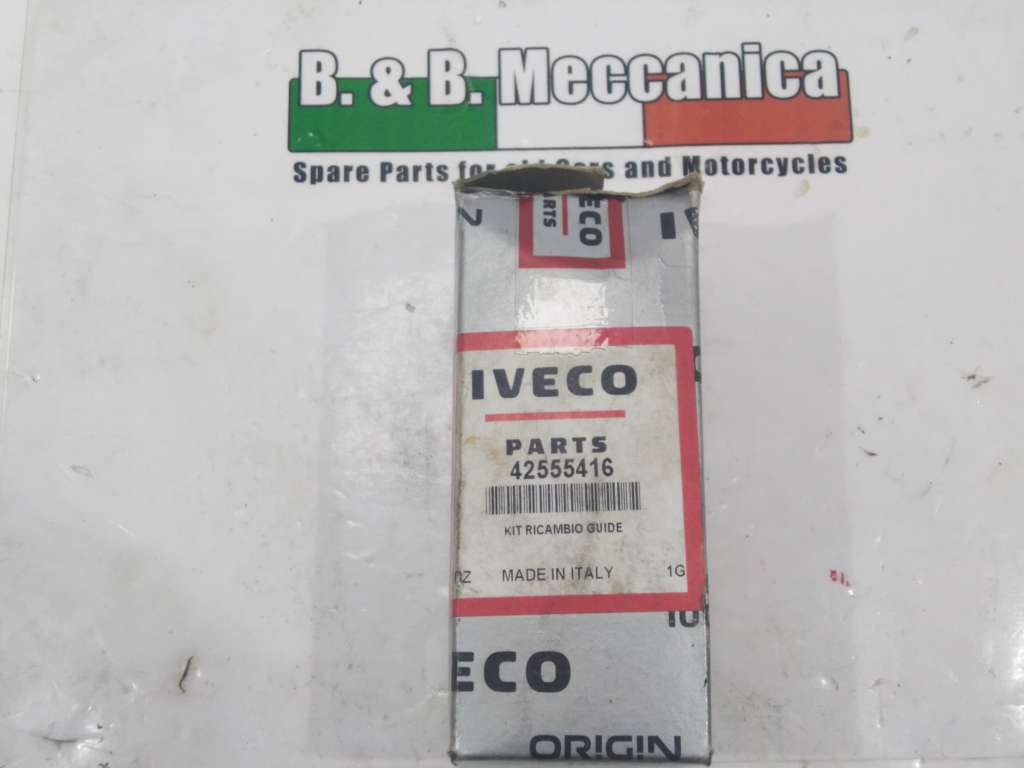 B. & B. Meccanica
Spare Parts for old Cars and Motorcycles
PARTS
IVECO
PARTS
42555416
KIT RICAMBIO GUIDE
MADE IN ITALY 1G
ECO
ORIGIN